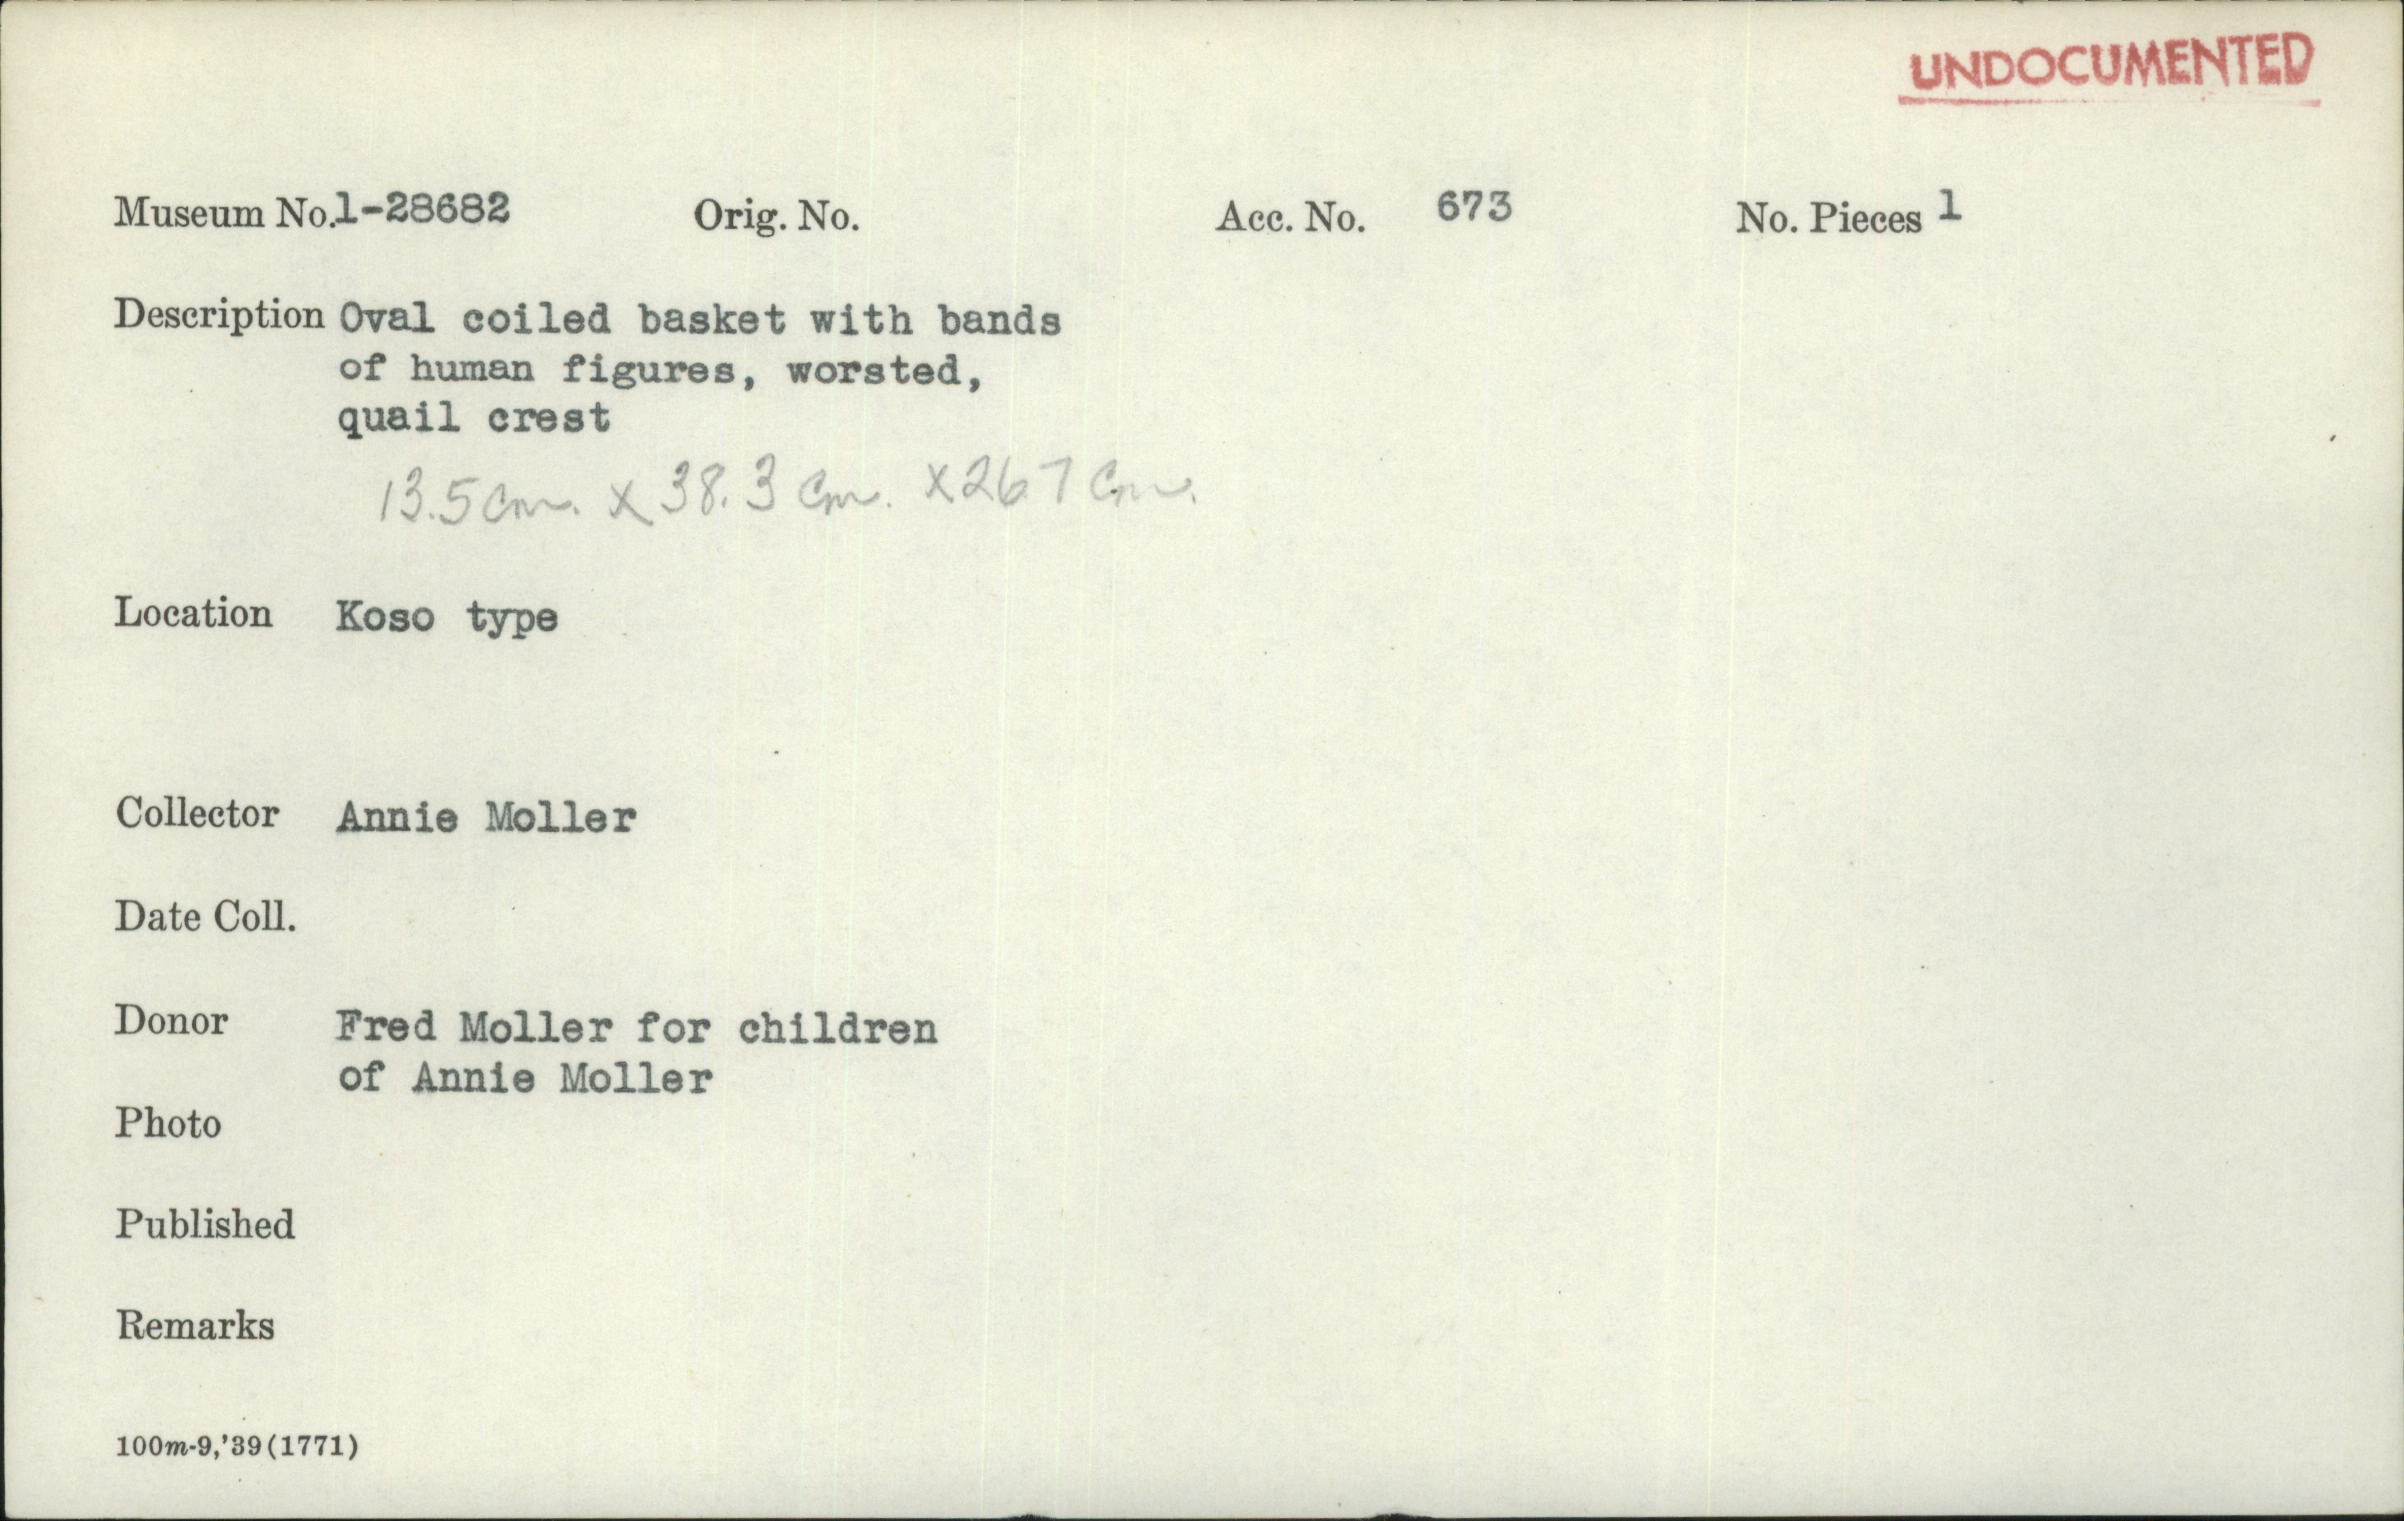 UNDOCUMENTED
Museum No. 1-28682 Orig. No. Acc. No. 673 No. Pieces 1
Description Oval coiled basket with bands
of human figures, worsted,
quail crest
13.5 cm. x 38.3 cm. x 26.7 cm.
Location Koso type
Collector Annie Moller
Date Coll.
Donor Fred Moller for children
of Annie Moller
Photo
Published
Remarks
100m-9,'39(1771)